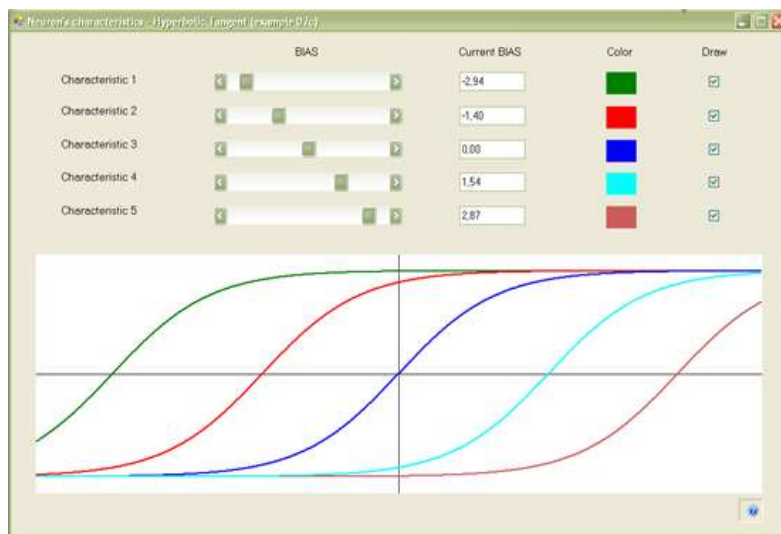 Neuron's characteristics - Hyperbolic Tangent (example 07c)
BIAS Current BIAS Color Draw
Characteristic 1 -2,94
Characteristic 2 -1,40
Characteristic 3 0,00
Characteristic 4 1,54
Characteristic 5 2,87